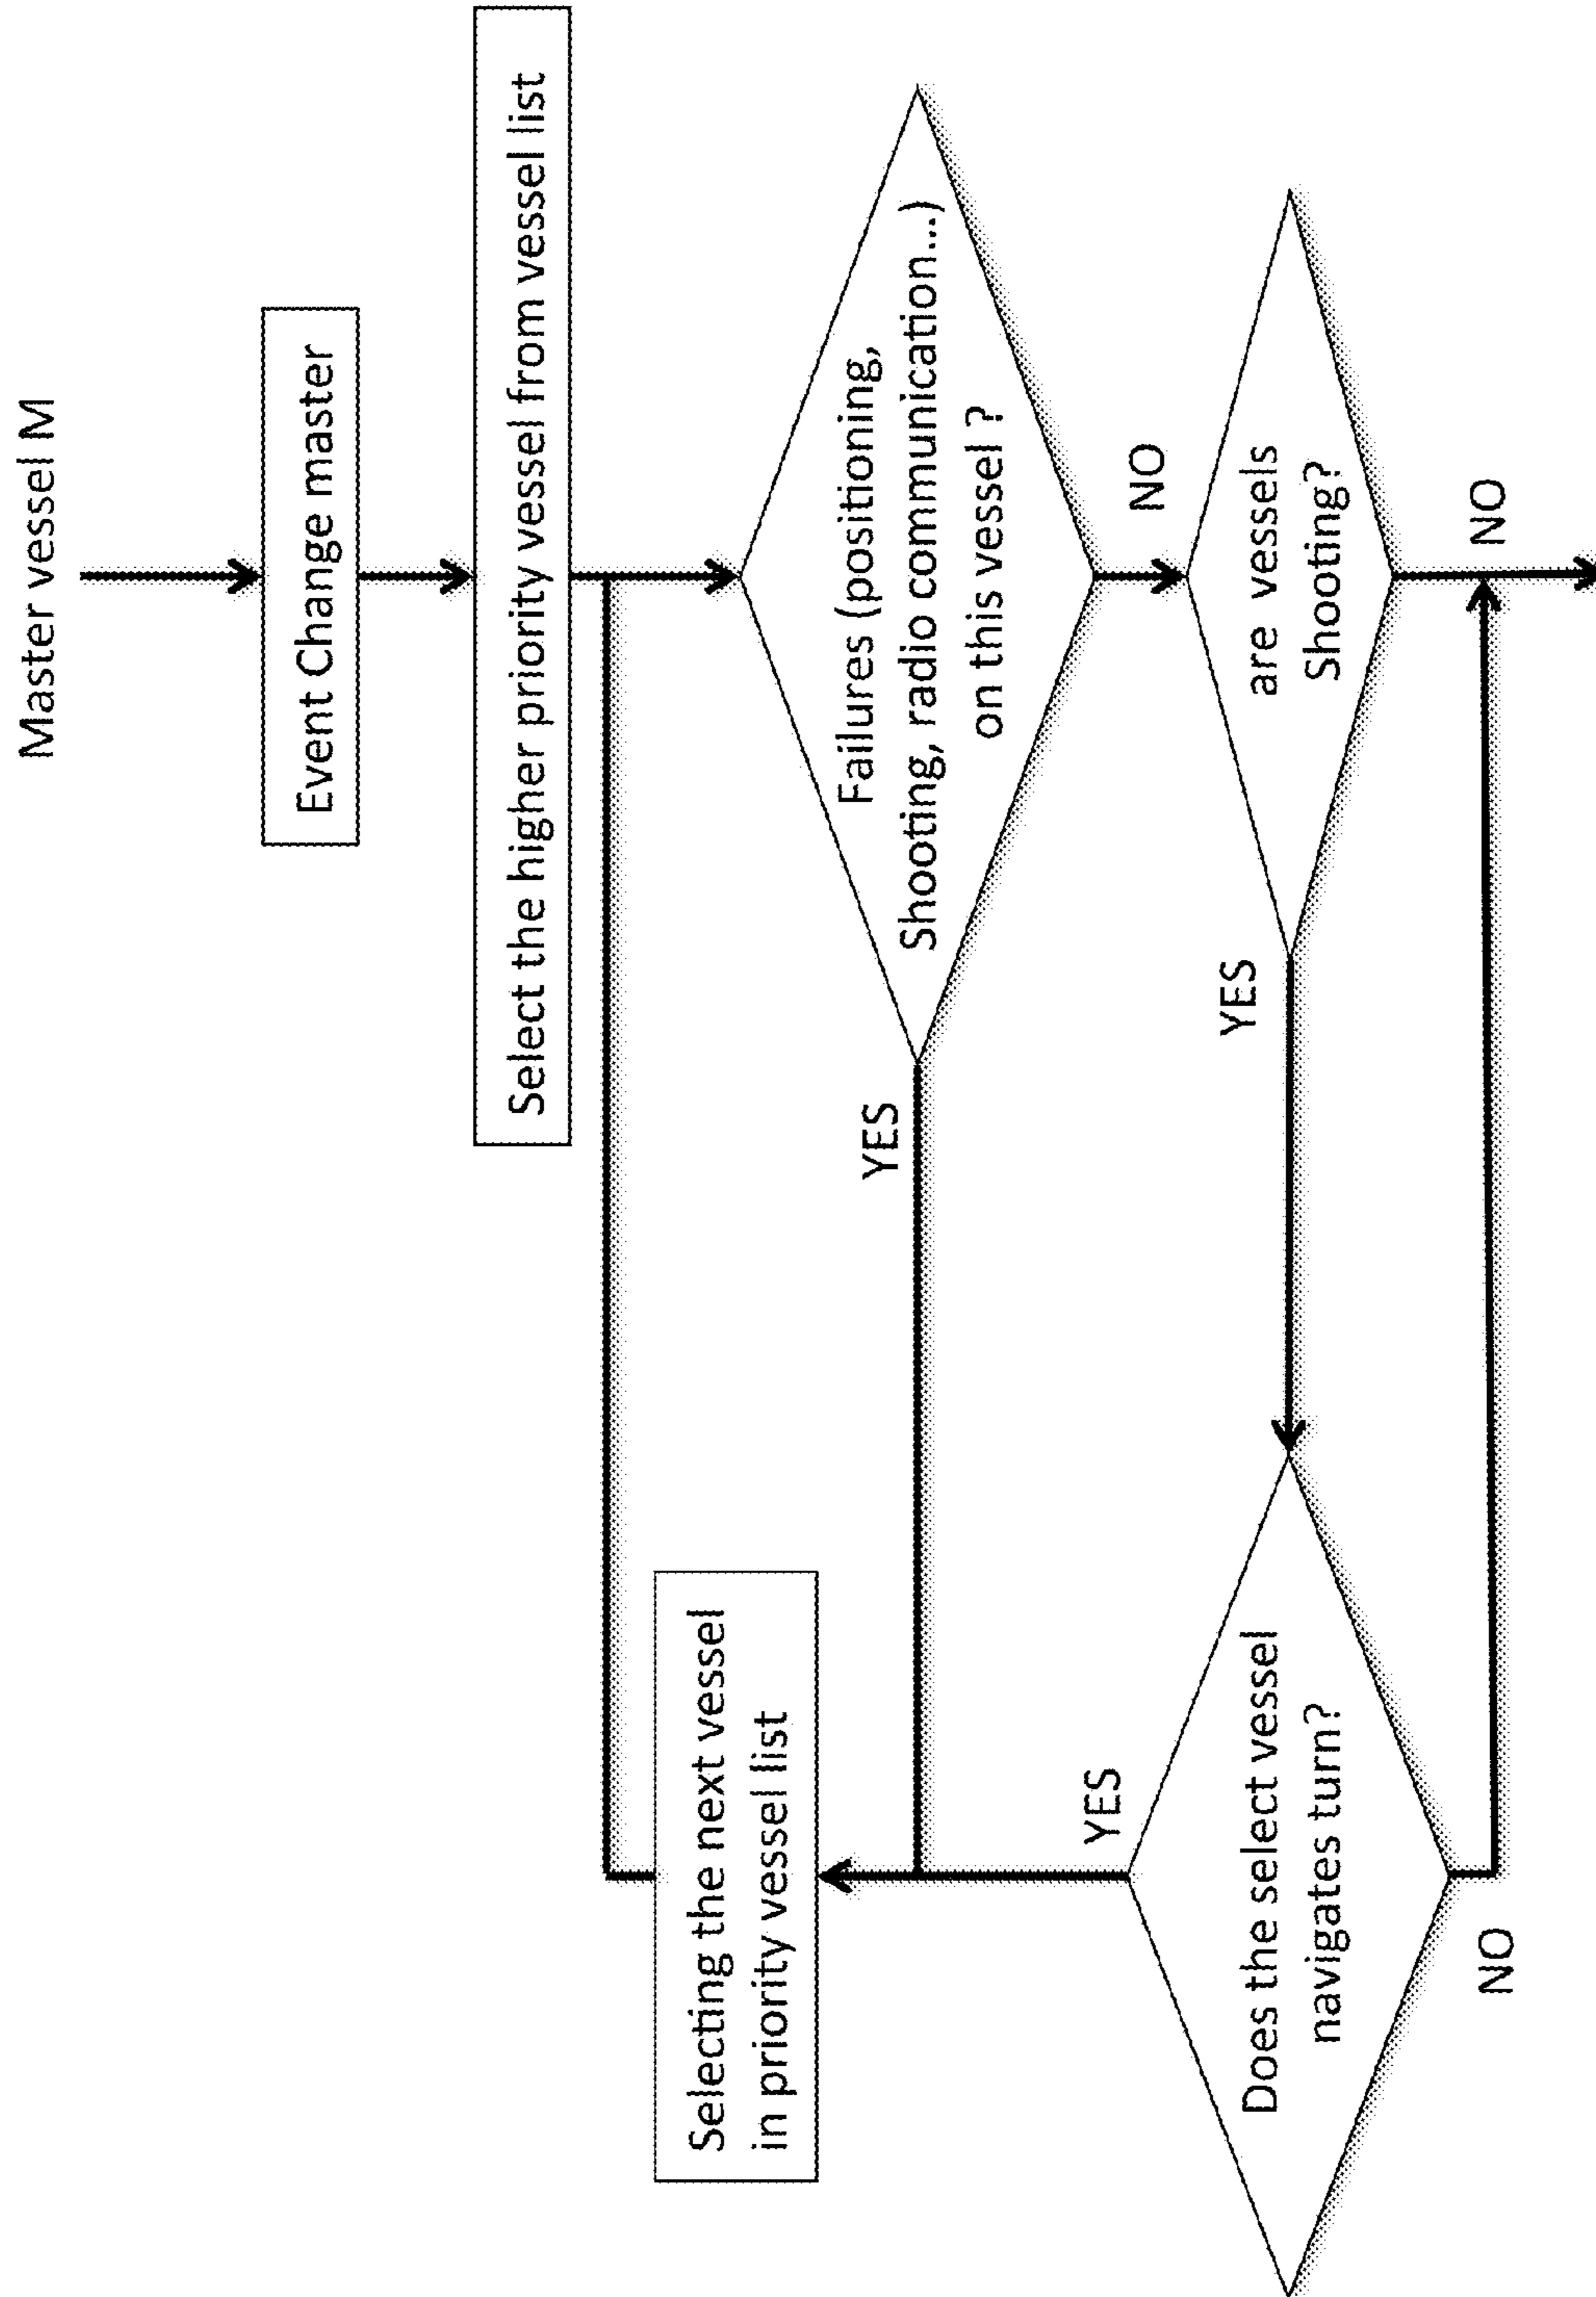 Master vessel M
Event Change master
Select the higher priority vessel from vessel list
Failures (positioning,
Shooting, radio communication...)
on this vessel ?
YES
NO
are vessels
Shooting?
YES
NO
Selecting the next vessel
in priority vessel list
YES
Does the select vessel
navigates turn?
NO